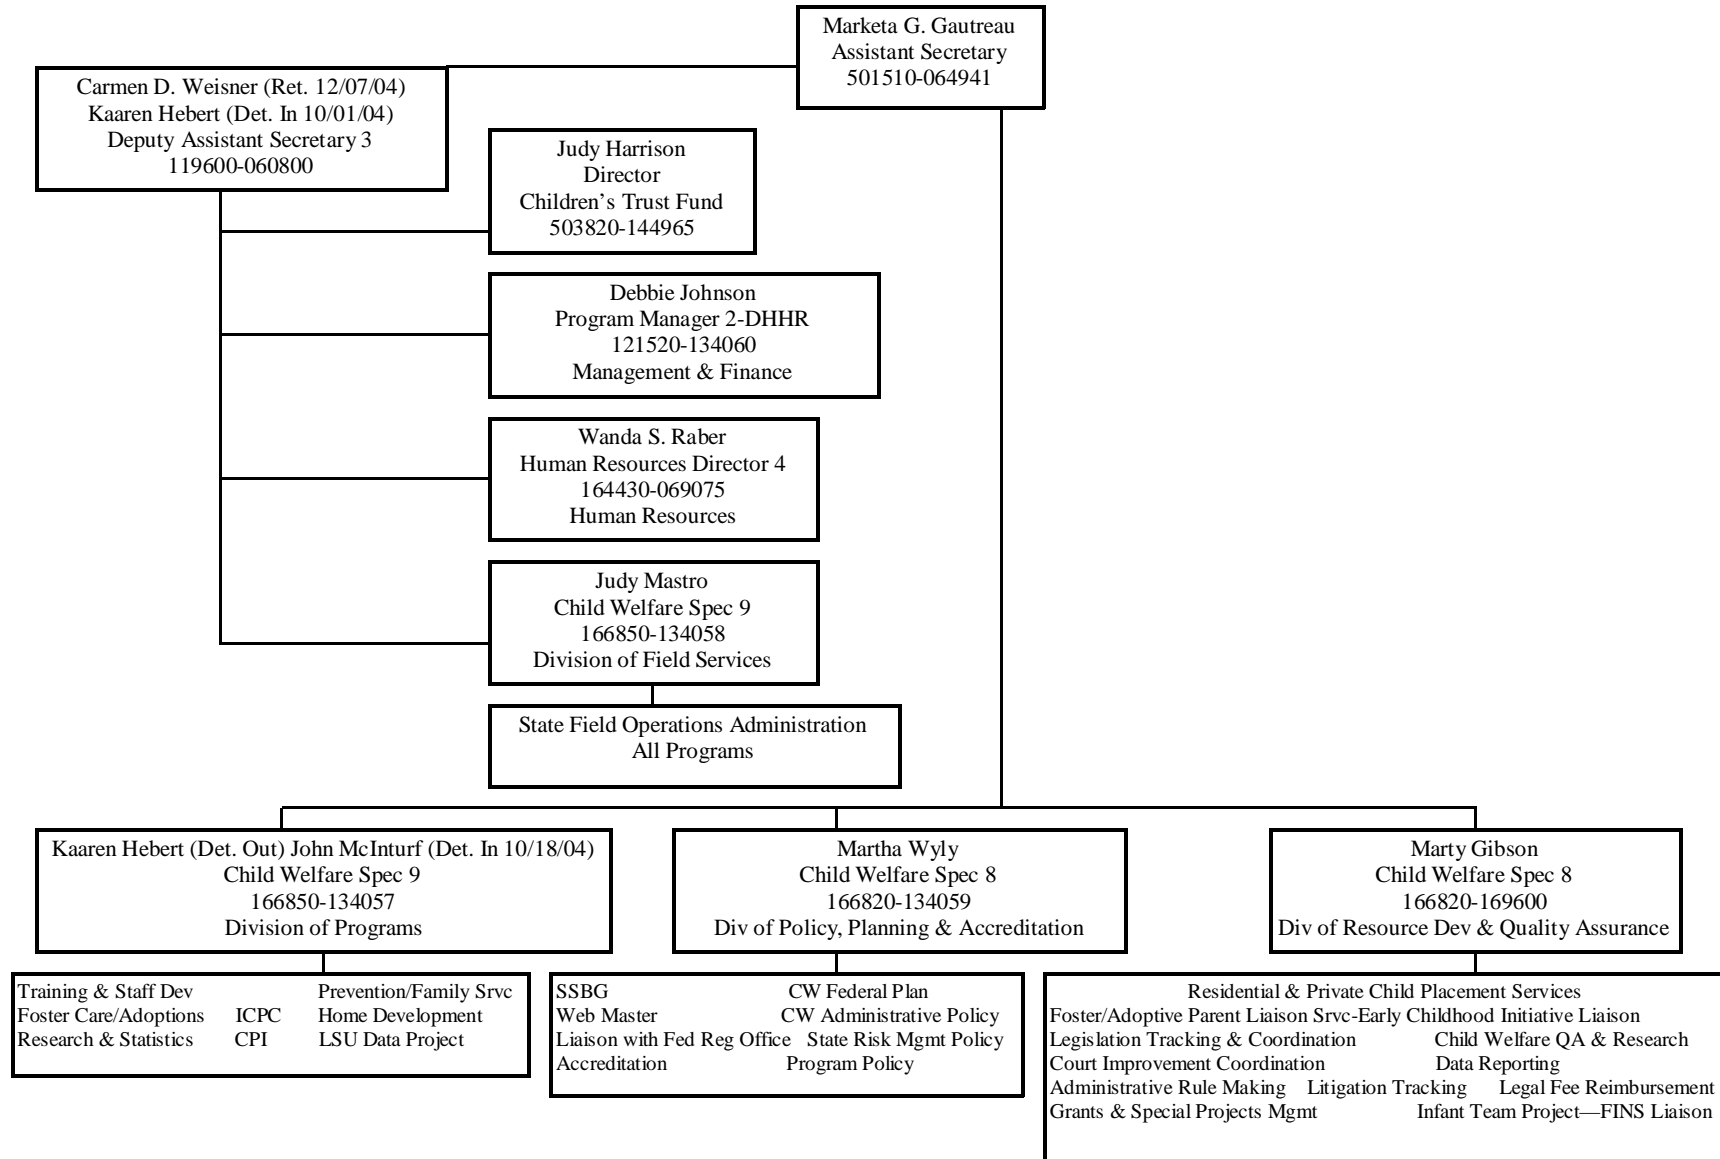 Marketa G. Gautreau
Assistant Secretary
501510-064941
Carmen D. Weisner (Ret. 12/07/04)
Kaaren Hebert (Det. In 10/01/04)
Deputy Assistant Secretary 3
119600-060800
Judy Harrison
Director
Children’s Trust Fund
503820-144965
Debbie Johnson
Program Manager 2-DHHR
121520-134060
Management & Finance
Wanda S. Raber
Human Resources Director 4
164430-069075
Human Resources
Judy Mastro
Child Welfare Spec 9
166850-134058
Division of Field Services
State Field Operations Administration
All Programs
Kaaren Hebert (Det. Out) John McInturf (Det. In 10/18/04)
Child Welfare Spec 9
166850-134057
Division of Programs
Martha Wyly
Child Welfare Spec 8
166820-134059
Div of Policy, Planning & Accreditation
Marty Gibson
Child Welfare Spec 8
166820-169600
Div of Resource Dev & Quality Assurance
Training & Staff Dev Prevention/Family Srvc
Foster Care/Adoptions ICPC Home Development
Research & Statistics CPI LSU Data Project
SSBG CW Federal Plan
Web Master CW Administrative Policy
Liaison with Fed Reg Office State Risk Mgmt Policy
Accreditation Program Policy
Residential & Private Child Placement Services
Foster/Adoptive Parent Liaison Srvc-Early Childhood Initiative Liaison
Legislation Tracking & Coordination Child Welfare QA & Research
Court Improvement Coordination Data Reporting
Administrative Rule Making Litigation Tracking Legal Fee Reimbursement
Grants & Special Projects Mgmt Infant Team Project—FINS Liaison